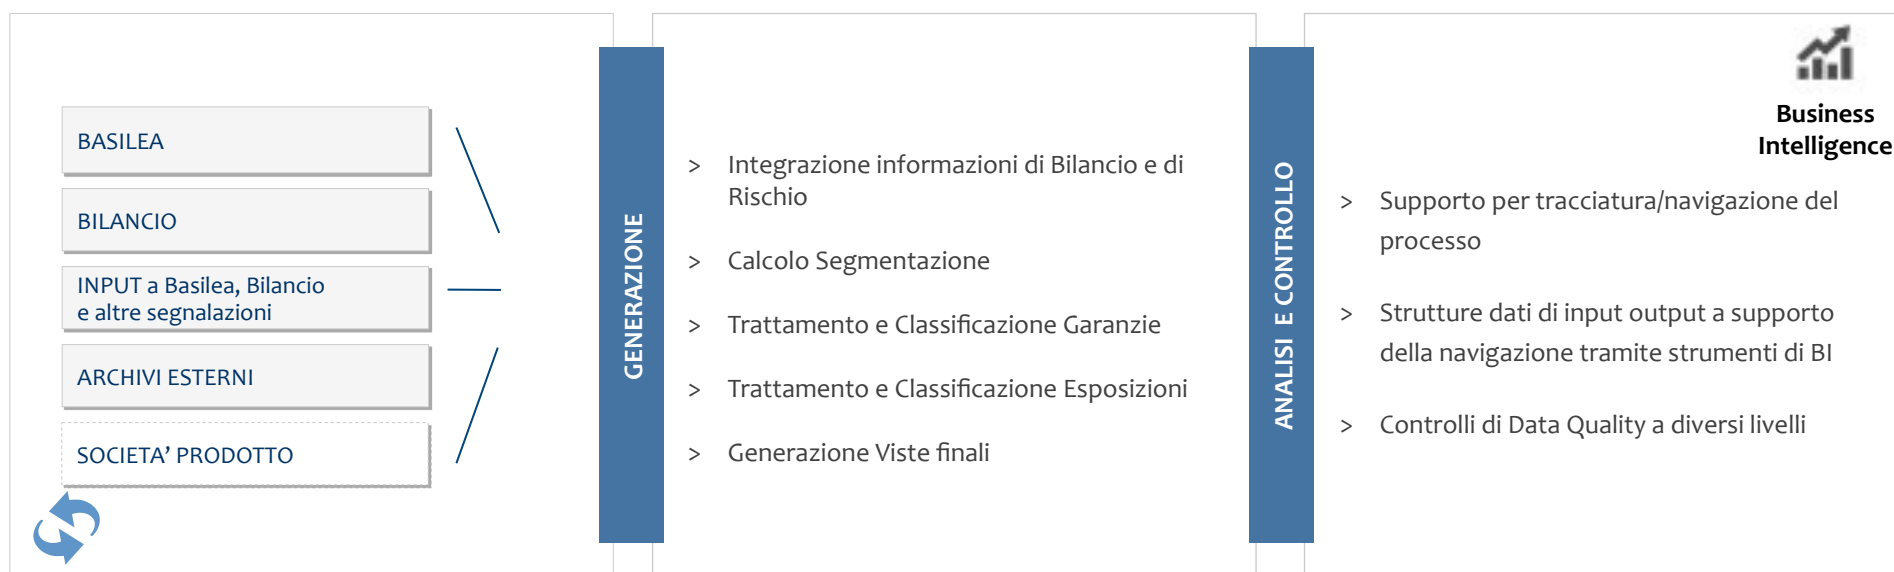 BASILEA
BILANCIO
INPUT a Basilea, Bilancio
e altre segnalazioni
ARCHIVI ESTERNI
SOCIETA’ PRODOTTO
GENERAZIONE
> Integrazione informazioni di Bilancio e di
Rischio
> Calcolo Segmentazione
> Trattamento e Classificazione Garanzie
> Trattamento e Classificazione Esposizioni
> Generazione Viste finali
ANALISI E CONTROLLO
Business
Intelligence
> Supporto per tracciatura/navigazione del
processo
> Strutture dati di input output a supporto
della navigazione tramite strumenti di BI
> Controlli di Data Quality a diversi livelli